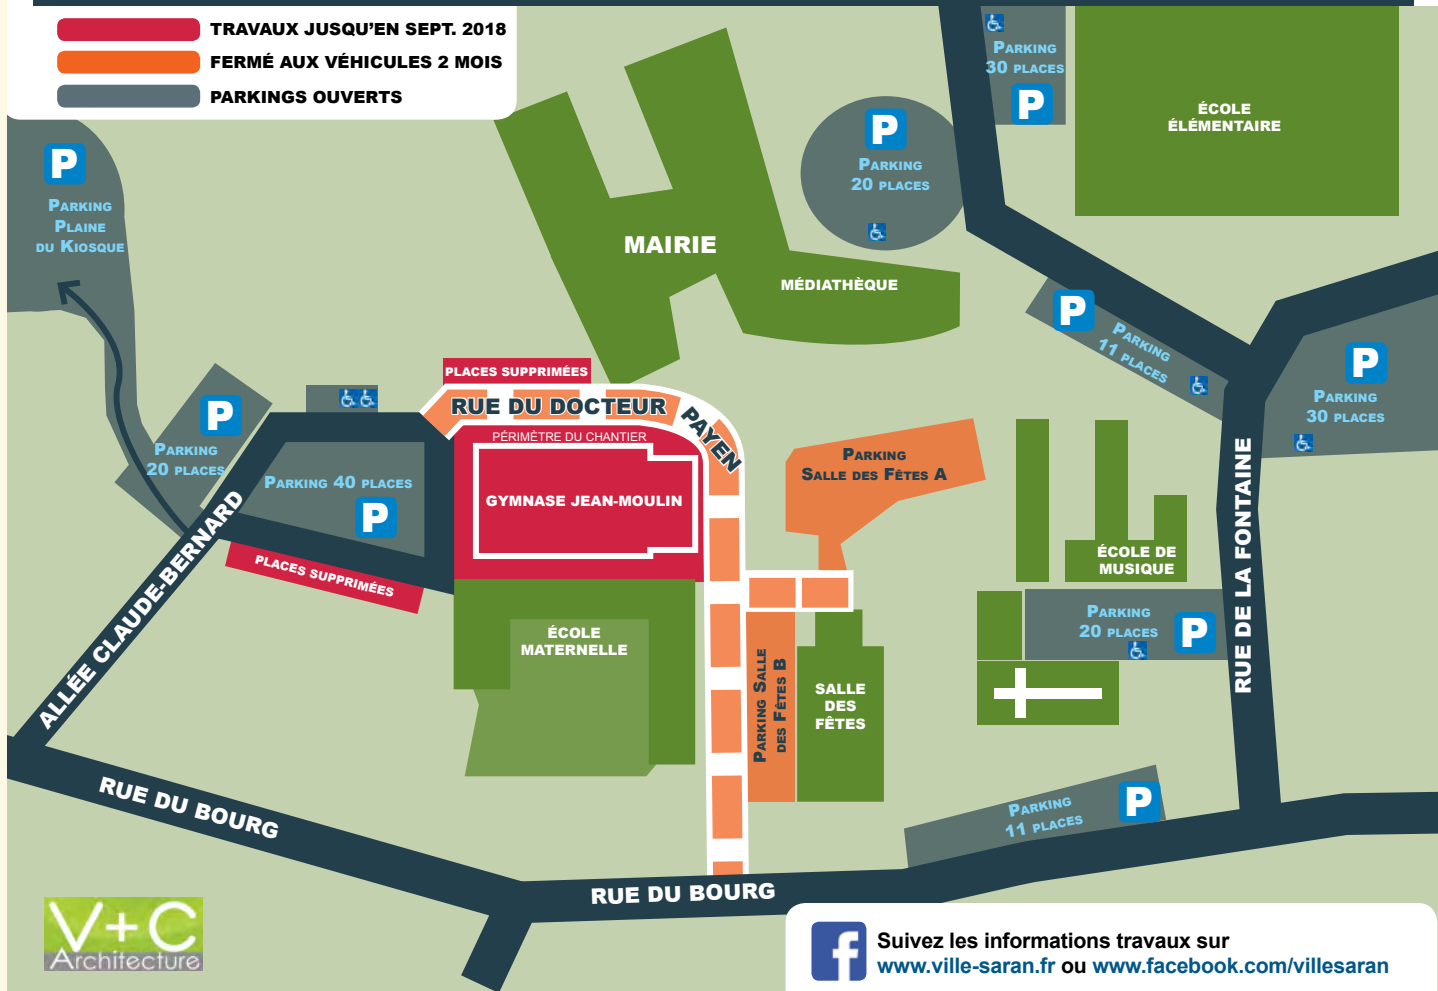 TRAVAUX JUSQU'EN SEPT. 2018
FERMÉ AUX VÉHICULES 2 MOIS
PARKINGS OUVERTS
P
PARKING
PLAINE
DU KIOSQUE
P
PARKING
20 PLACES
PARKING 40 PLACES
P
PLACES SUPPRIMÉES
ALLÉE CLAUDE-BERNARD
PLACES SUPPRIMÉES
RUE DU DOCTEUR
PAYEN
PÉRIMÈTRE DU CHANTIER
GYMNASE JEAN-MOULIN
ÉCOLE
MATERNELLE
MAIRIE
MÉDIATHÈQUE
P
PARKING
20 PLACES
PARKING
30 PLACES
P
ÉCOLE
ÉLÉMENTAIRE
P
PARKING
11 PLACES
P
PARKING
30 PLACES
PARKING
SALLE DES FÊTES A
PARKING SALLE
DES FÊTES B
SALLE
DES
FÊTES
ÉCOLE DE
MUSIQUE
PARKING
20 PLACES
P
RUE DE LA FONTAINE
PARKING
11 PLACES
P
RUE DU BOURG
RUE DU BOURG
V+C
Architecture
f
Suivez les informations travaux sur
www.ville-saran.fr ou www.facebook.com/villesaran